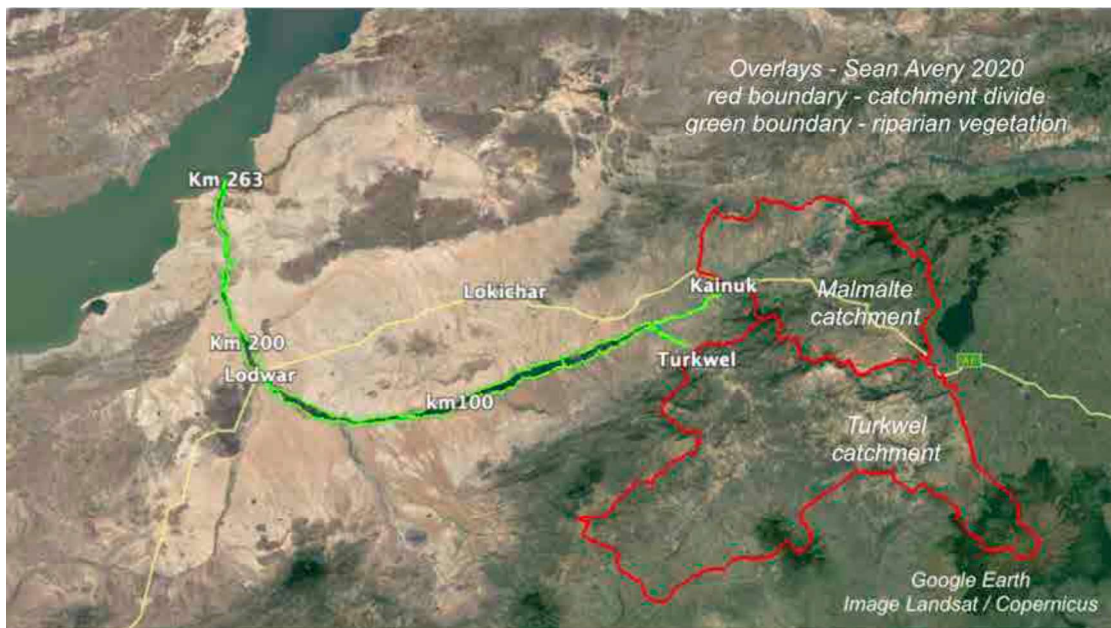 Overlays - Sean Avery 2020
red boundary - catchment divide
green boundary - riparian vegetation
Km 263
Lokichar
Kainuk
Malmalte
catchment
Km 200
Lodwar
Turkwel
km100
Turkwel
catchment
Google Earth
Image Landsat / Copernicus